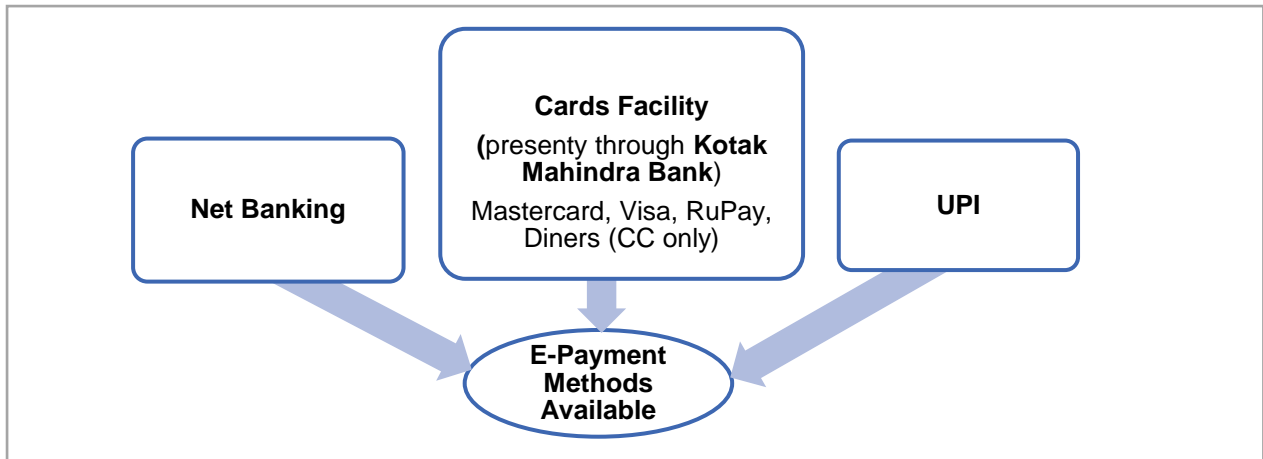 Net Banking
Cards Facility
(presenty through Kotak
Mahindra Bank)
Mastercard, Visa, RuPay,
Diners (CC only)
UPI
E-Payment
Methods
Available